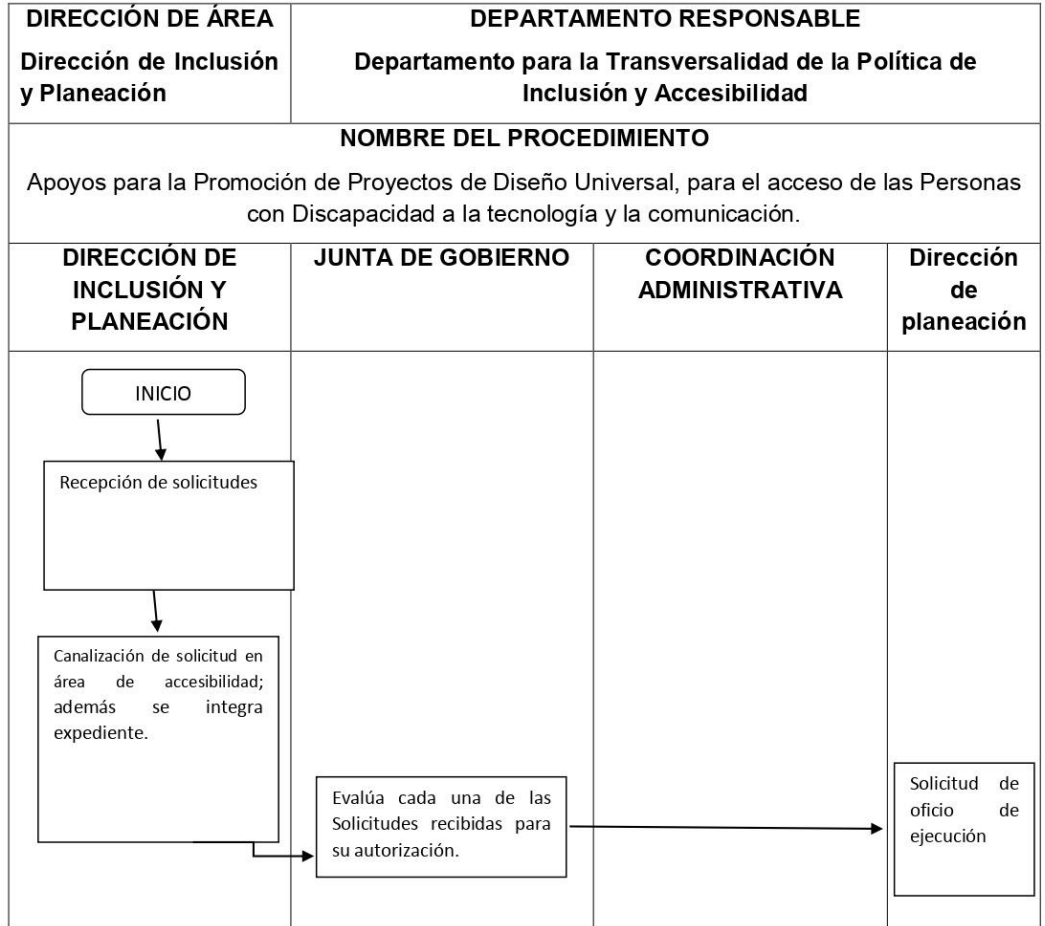 DIRECCIÓN DE ÁREA
Dirección de Inclusión
y Planeación
DEPARTAMENTO RESPONSABLE
Departamento para la Transversalidad de la Política de
Inclusión y Accesibilidad
NOMBRE DEL PROCEDIMIENTO
Apoyos para la Promoción de Proyectos de Diseño Universal, para el acceso de las Personas
con Discapacidad a la tecnología y la comunicación.
DIRECCIÓN DE
INCLUSIÓN Y
PLANEACIÓN
JUNTA DE GOBIERNO
COORDINACIÓN
ADMINISTRATIVA
Dirección
de
planeación
INICIO
Recepción de solicitudes
Canalización de solicitud en
área de accesibilidad;
además se integra
expediente.
Evalúa cada una de las
Solicitudes recibidas para
su autorización.
Solicitud de
oficio de
ejecución